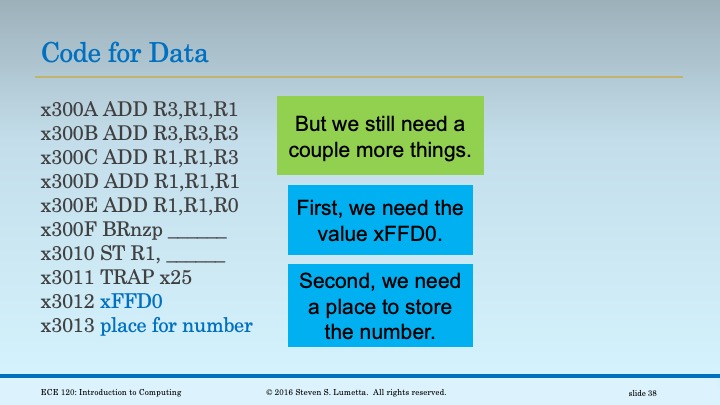 Code for Data
x300A ADD R3,R1,R1
x300B ADD R3,R3,R3
x300C ADD R1,R1,R3
x300D ADD R1,R1,R1
x300E ADD R1,R1,R0
x300F BRnzp ______
x3010 ST R1, ______
x3011 TRAP x25
x3012 xFFD0
x3013 place for number
But we still need a
couple more things.
First, we need the
value xFFD0.
Second, we need
a place to store
the number.
ECE 120: Introduction to Computing
© 2016 Steven S. Lumetta. All rights reserved.
slide 38